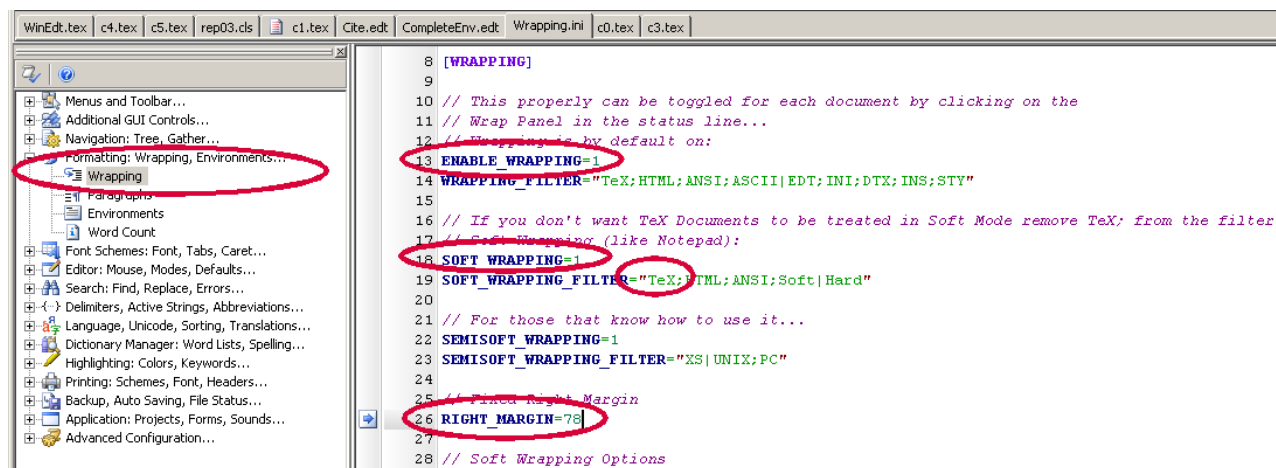 WinEdt.tex c4.tex c5.tex rep03.cls c1.tex Cite.edt CompleteEnv.edt Wrapping.ini c0.tex c3.tex
Menus and Toolbar...
Additional GUI Controls...
Navigation: Tree, Gather...
Formatting: Wrapping, Environments...
Wrapping
Paragraphs
Environments
Word Count
Font Schemes: Font, Tabs, Caret...
Editor: Mouse, Modes, Defaults...
Search: Find, Replace, Errors...
Delimiters, Active Strings, Abbreviations...
Language, Unicode, Sorting, Translations...
Dictionary Manager: Word Lists, Spelling...
Highlighting: Colors, Keywords...
Printing: Schemes, Font, Headers...
Backup, Auto Saving, File Status...
Application: Projects, Forms, Sounds...
Advanced Configuration...
8 [WRAPPING]
9
10 // This properly can be toggled for each document by clicking on the
11 // Wrap Panel in the status line...
12 // Wrapping is by default on:
13 ENABLE_WRAPPING=1
14 WRAPPING_FILTER="TeX;HTML;ANSI;ASCII|EDT;INI;DTX;INS;STY"
15
16 // If you don't want TeX Documents to be treated in Soft Mode remove TeX; from the filter
17 // Soft Wrapping (like Notepad):
18 SOFT_WRAPPING=1
19 SOFT_WRAPPING_FILTER="TeX;HTML;ANSI;Soft|Hard"
20
21 // For those that know how to use it...
22 SEMISOFT_WRAPPING=1
23 SEMISOFT_WRAPPING_FILTER="XS|UNIX;PC"
24
25 // Fixed Right Margin
26 RIGHT_MARGIN=78
27
28 // Soft Wrapping Options